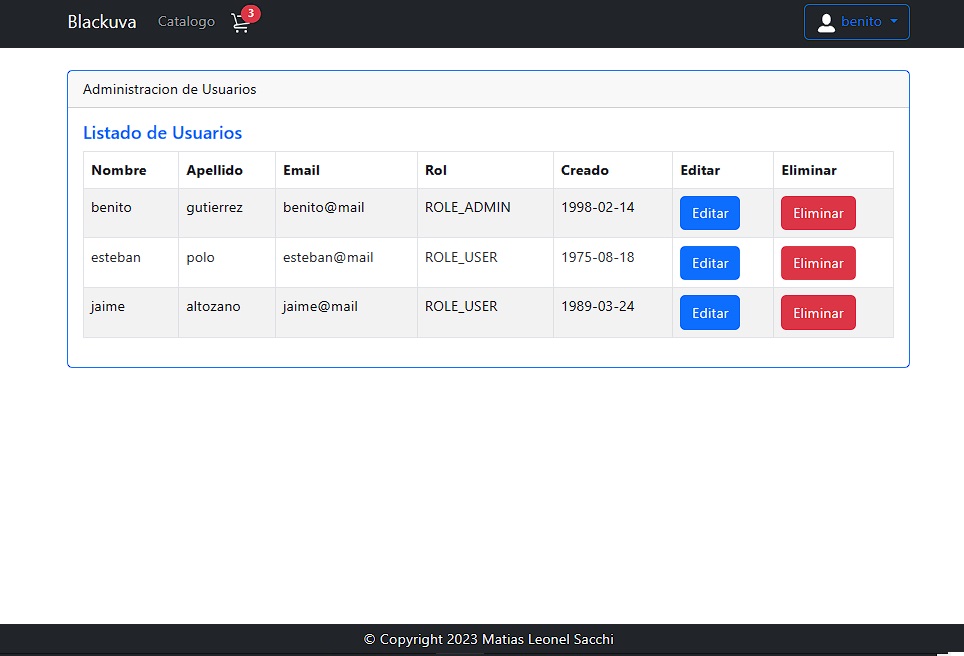 Blackuva Catalogo 3 benito
Administracion de Usuarios
Listado de Usuarios
Nombre Apellido Email Rol Creado Editar Eliminar
benito gutierrez benito@mail ROLE_ADMIN 1998-02-14 Editar Eliminar
esteban polo esteban@mail ROLE_USER 1975-08-18 Editar Eliminar
jaime altozano jaime@mail ROLE_USER 1989-03-24 Editar Eliminar
© Copyright 2023 Matias Leonel Sacchi